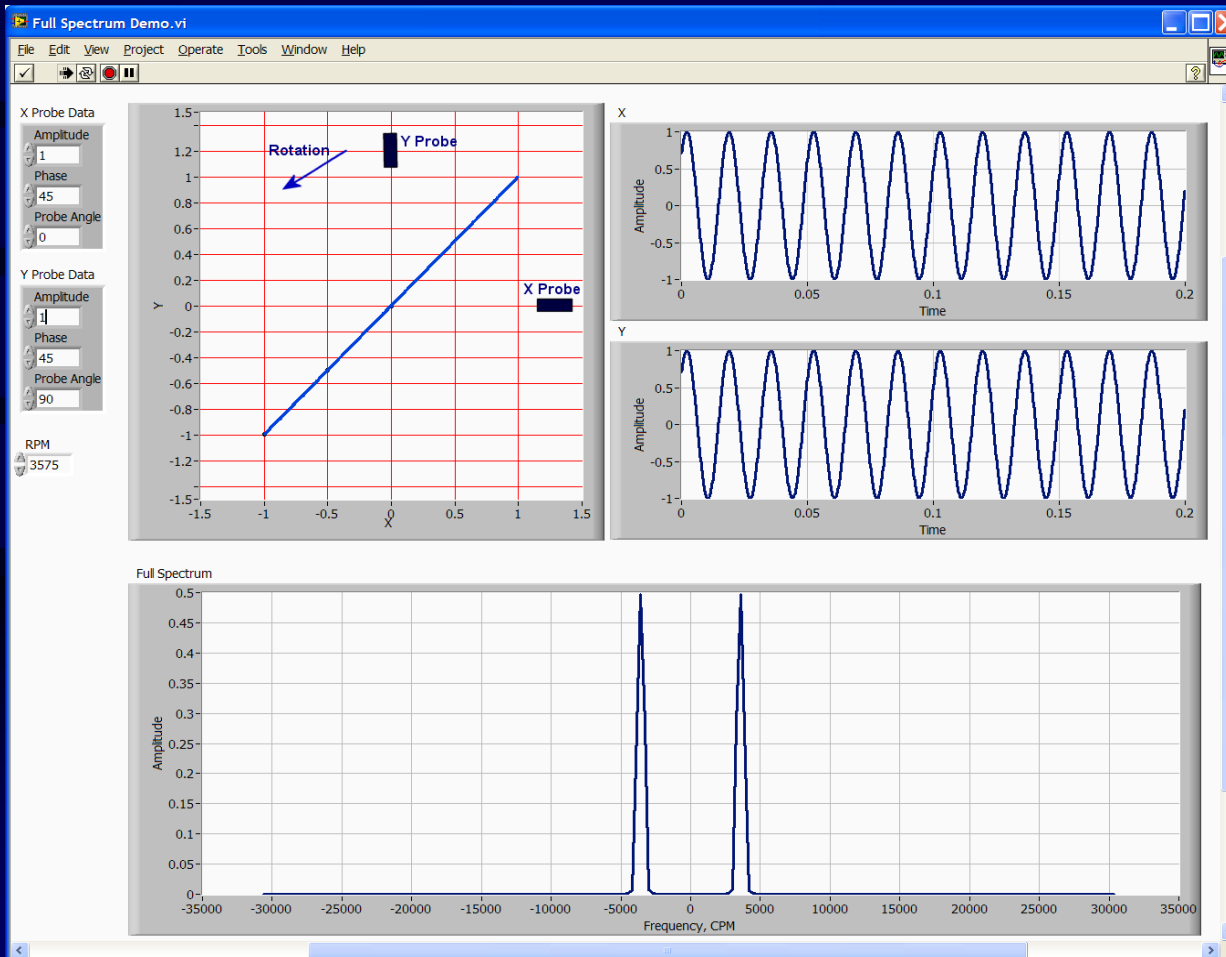 Full Spectrum Demo.vi
File Edit View Project Operate Tools Window Help
X Probe Data
Amplitude
1
Phase
45
Probe Angle
0
Y Probe Data
Amplitude
1
Phase
45
Probe Angle
90
RPM
3575
1.5
1.2
1
0.8
0.6
0.4
0.2
0
-0.2
-0.4
-0.6
-0.8
-1
-1.2
-1.5
Y
Rotation
Y Probe
X Probe
-1.5 -1 -0.5 0 0.5 1 1.5
X
X
1
0.5
0
-0.5
-1
Amplitude
0 0.05 0.1 0.15 0.2
Time
Y
1
0.5
0
-0.5
-1
Amplitude
0 0.05 0.1 0.15 0.2
Time
Full Spectrum
0.5
0.45
0.4
0.35
0.3
0.25
0.2
0.15
0.1
0.05
0
Amplitude
-35000 -30000 -25000 -20000 -15000 -10000 -5000 0 5000 10000 15000 20000 25000 30000 35000
Frequency, CPM